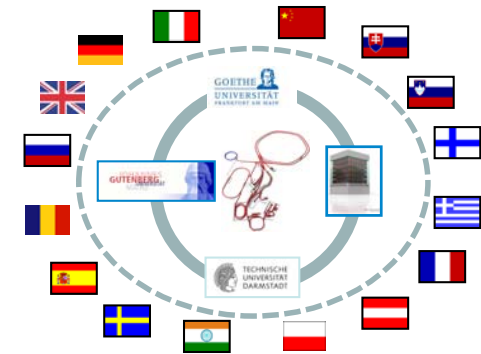 GOETHE
UNIVERSITÄT
FRANKFURT AM MAIN
GUTENBERG
TECHNISCHE
UNIVERSITÄT
DARMSTADT